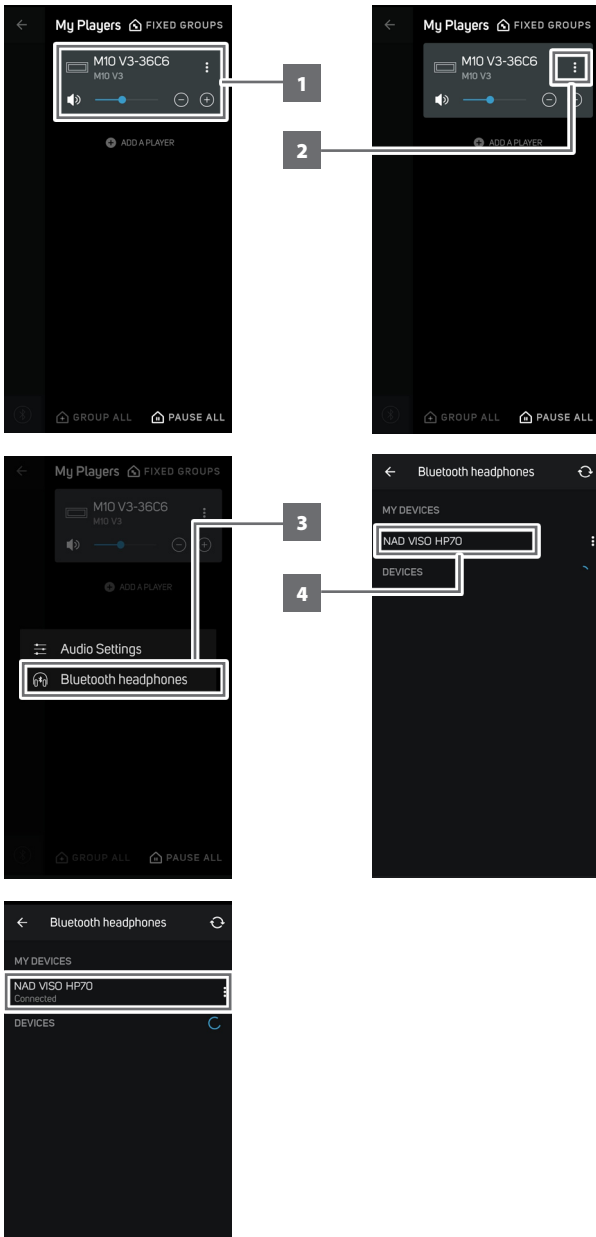 My Players FIXED GROUPS
M10 V3-36C6
M10 V3
ADD A PLAYER
GROUP ALL PAUSE ALL
1
My Players FIXED GROUPS
M10 V3-36C6
M10 V3
ADD A PLAYER
GROUP ALL PAUSE ALL
2
My Players FIXED GROUPS
M10 V3-36C6
M10 V3
ADD A PLAYER
Audio Settings
Bluetooth headphones
GROUP ALL PAUSE ALL
3
Bluetooth headphones
MY DEVICES
NAD VISO HP70
DEVICES
4
Bluetooth headphones
MY DEVICES
NAD VISO HP70
Connected
DEVICES